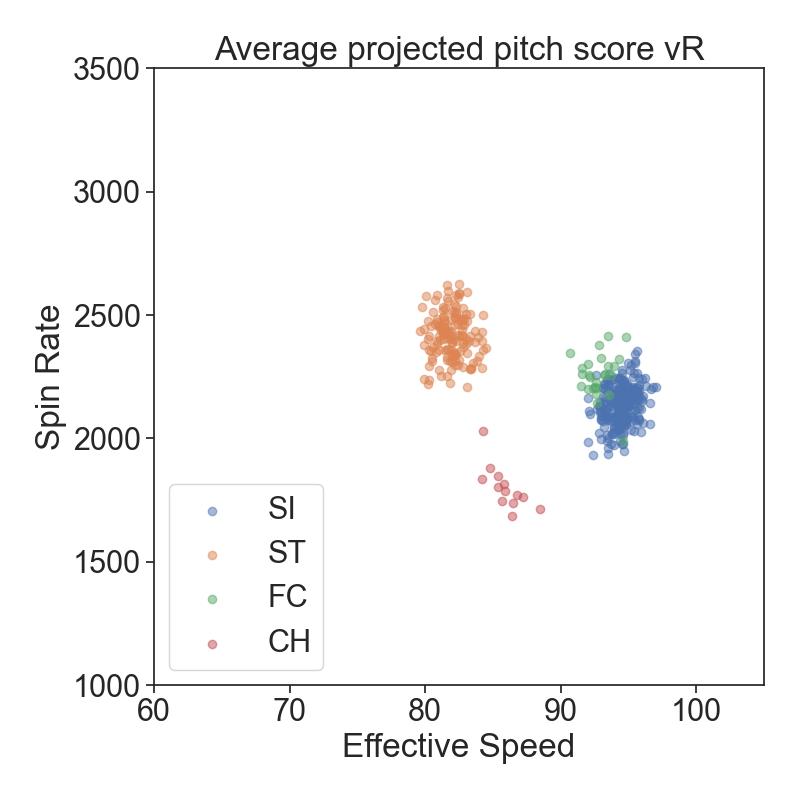 Average projected pitch score vR
3500
3000
2500
2000
1500
1000
Spin Rate
SI
ST
FC
CH
60 70 80 90 100
Effective Speed